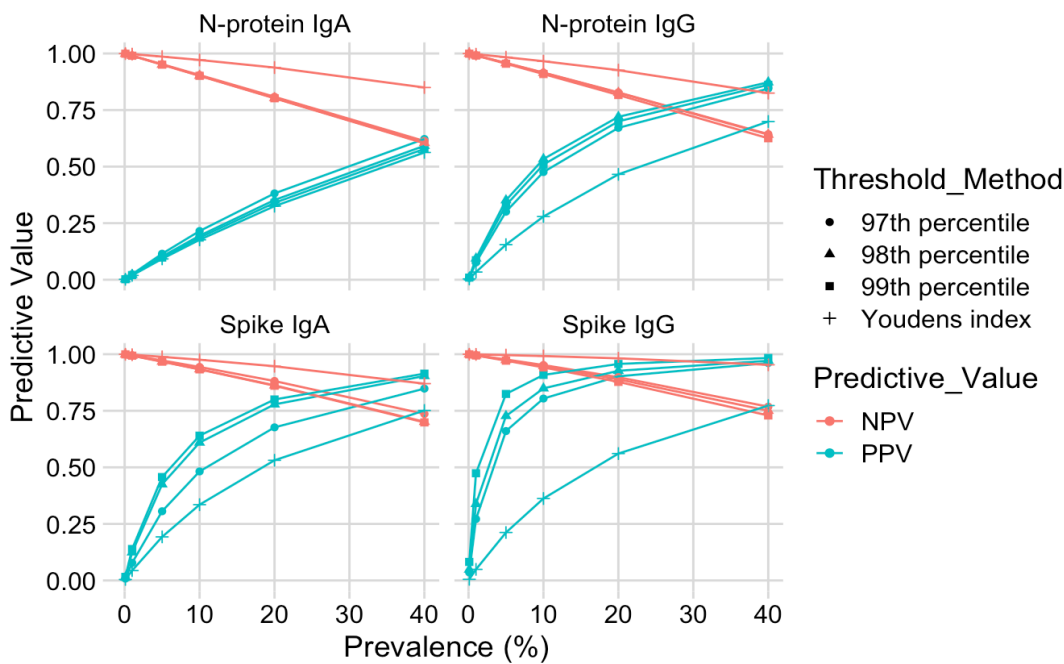 N-protein IgA
N-protein IgG
1.00
0.75
0.50
0.25
0.00
Spike IgA
Spike IgG
1.00
0.75
0.50
0.25
0.00
0 10 20 30 40
0 10 20 30 40
Prevalence (%)
Predictive Value
Threshold_Method
97th percentile
98th percentile
99th percentile
Youdens index
Predictive_Value
NPV
PPV